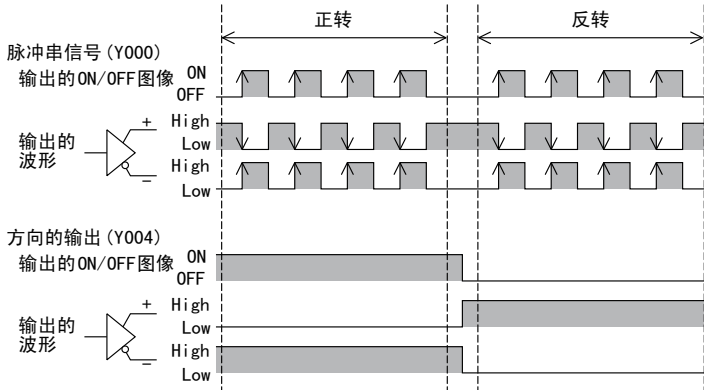 正转 反转
脉冲串信号(Y000)
输出的ON/OFF图像 ON
OFF
输出的
波形
+
−
High
Low
High
Low
方向的输出(Y004)
输出的ON/OFF图像 ON
OFF
输出的
波形
+
−
High
Low
High
Low